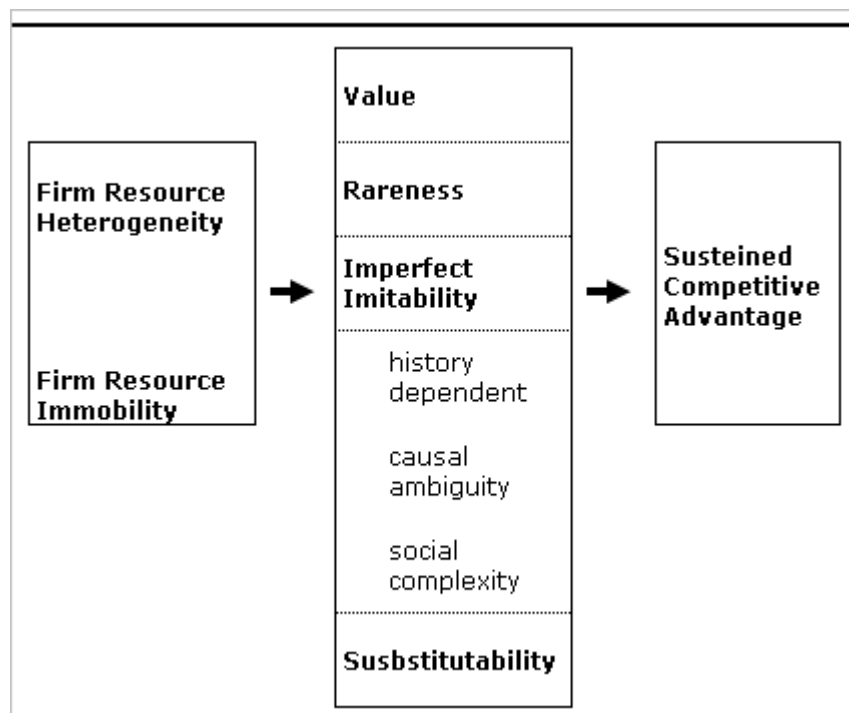 Firm Resource
Heterogeneity
Firm Resource
Immobility
Value
Rareness
Imperfect
Imitability
history
dependent
causal
ambiguity
social
complexity
Susbstitutability
Susteined
Competitive
Advantage